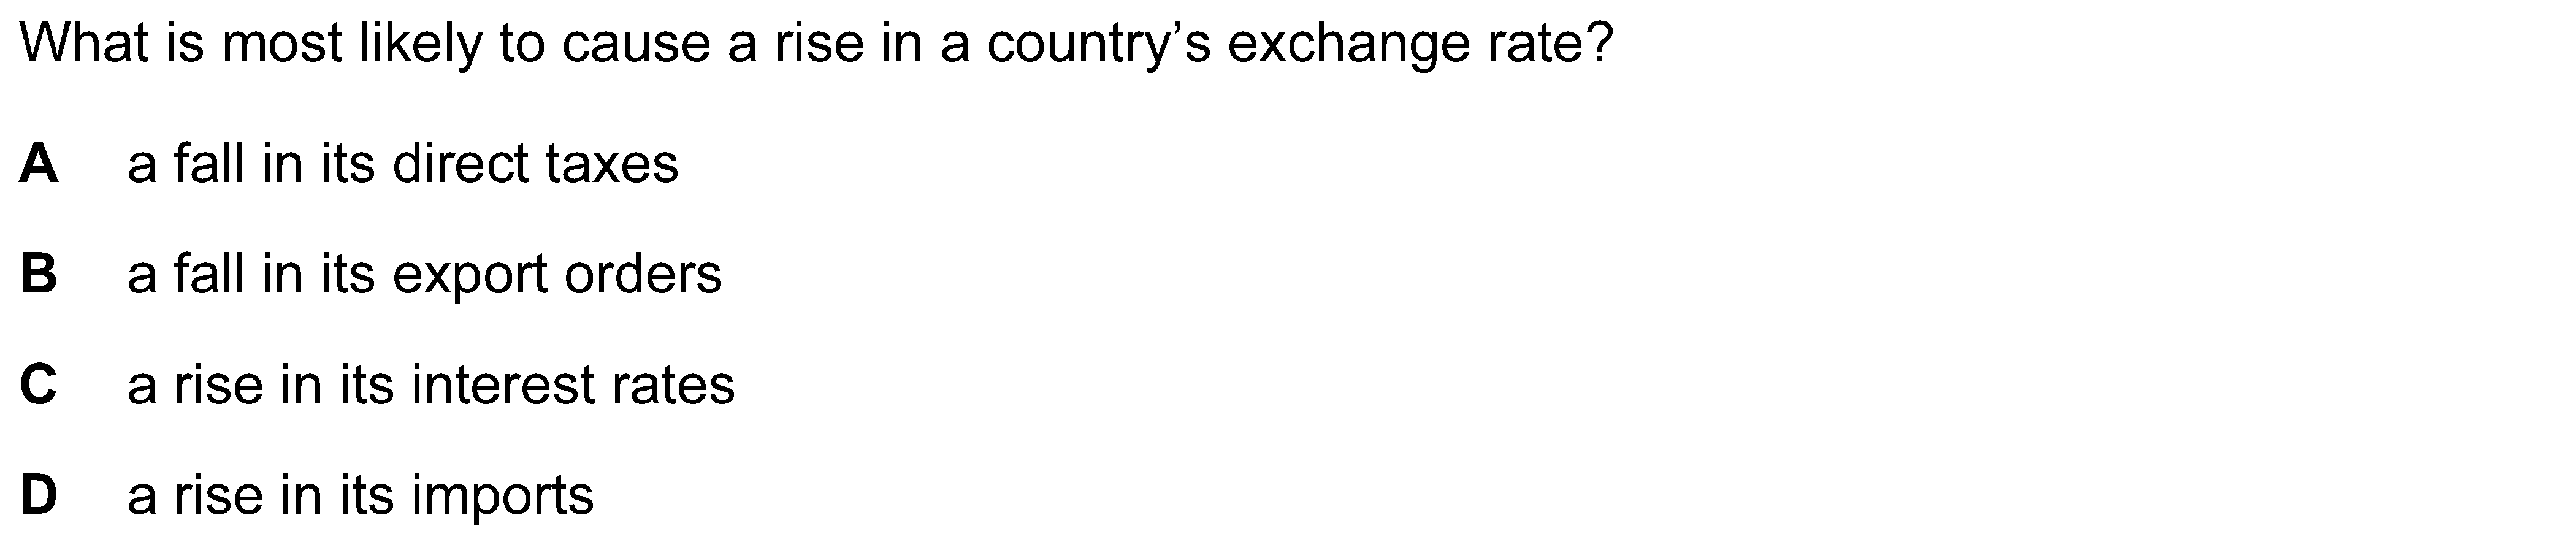 What is most likely to cause a rise in a country’s exchange rate?
A a fall in its direct taxes
B a fall in its export orders
C a rise in its interest rates
D a rise in its imports